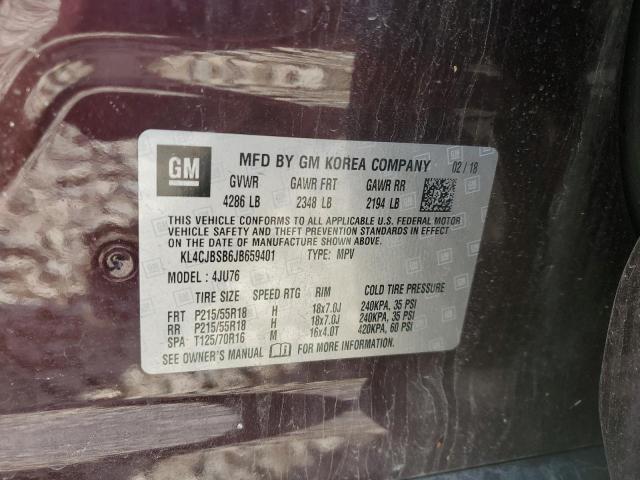 GM MFD BY GM KOREA COMPANY 02 / 18
GVWR GAWR FRT GAWR RR
4286 LB 2348 LB 2194 LB
THIS VEHICLE CONFORMS TO ALL APPLICABLE U.S. FEDERAL MOTOR
VEHICLE SAFETY AND THEFT PREVENTION STANDARDS IN EFFECT
ON THE DATE OF MANUFACTURE SHOWN ABOVE.
KL4CJBSB6JB659401 TYPE: MPV
MODEL : 4JU76
TIRE SIZE SPEED RTG RIM COLD TIRE PRESSURE
FRT P215/55R18 H 18x7.0J 240KPA, 35 PSI
RR P215/55R18 H 18x7.0J 240KPA, 35 PSI
SPA T125/70R16 M 16x4.0T 420KPA, 60 PSI
SEE OWNER'S MANUAL FOR MORE INFORMATION.